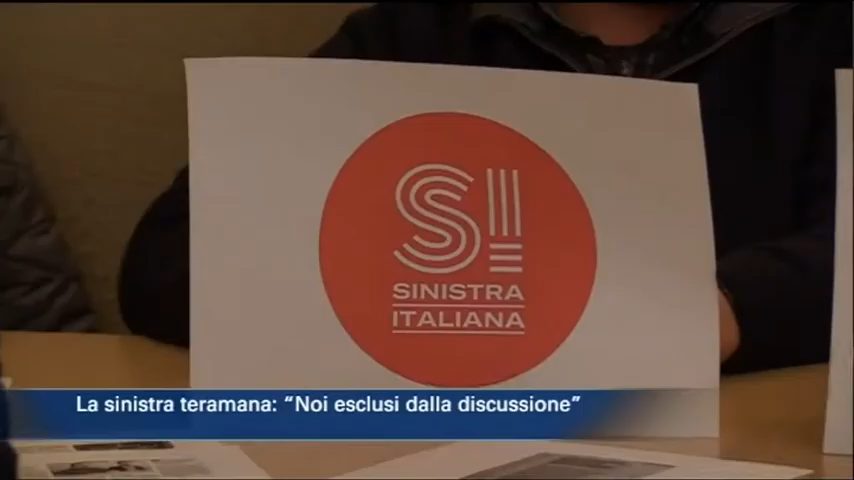 SI
SINISTRA
ITALIANA
La sinistra teramana: “Noi esclusi dalla discussione”